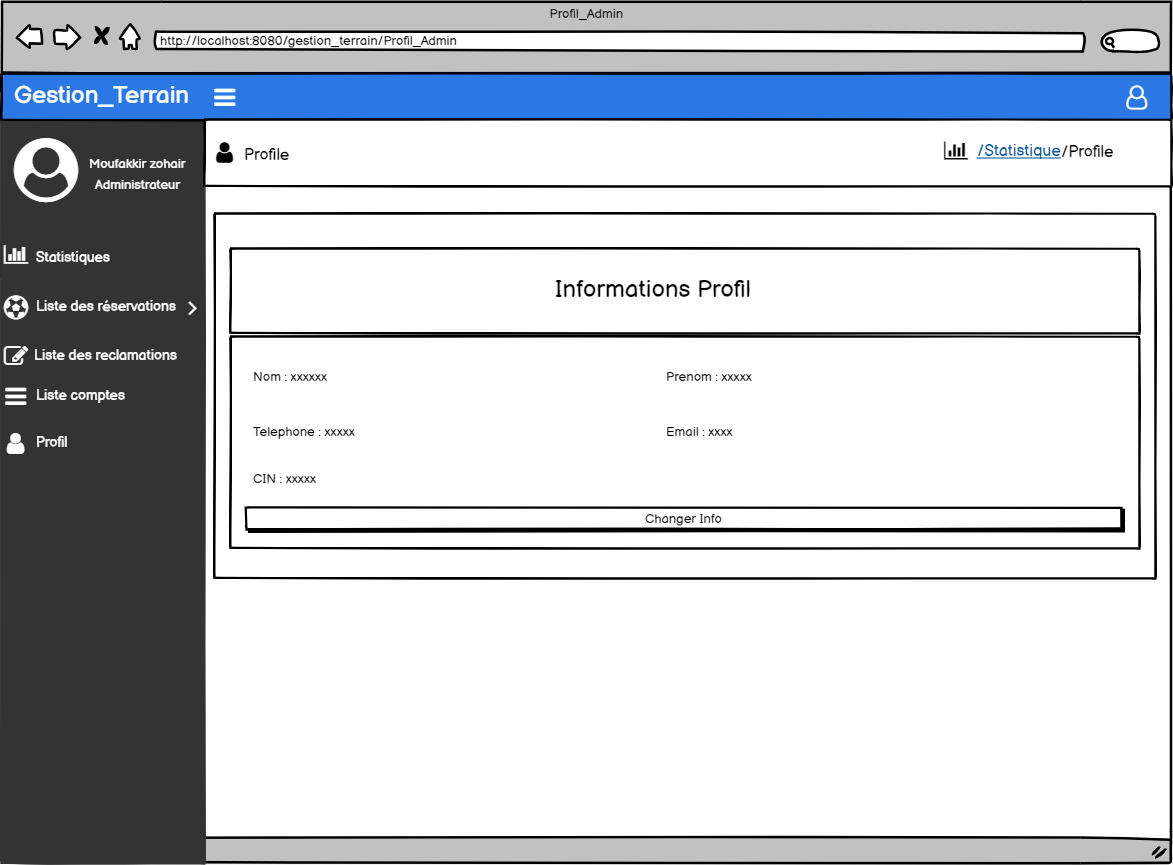 Profil_Admin
http://localhost:8080/gestion_terrain/Profil_Admin
Gestion_Terrain
Moufakkir zohair
Administrateur
Profile
/Statistique/Profile
Statistiques
Liste des réservations
Liste des reclamations
Liste comptes
Profil
Informations Profil
Nom : xxxxxx
Prenom : xxxxx
Telephone : xxxxx
Email : xxxx
CIN : xxxxx
Changer Info